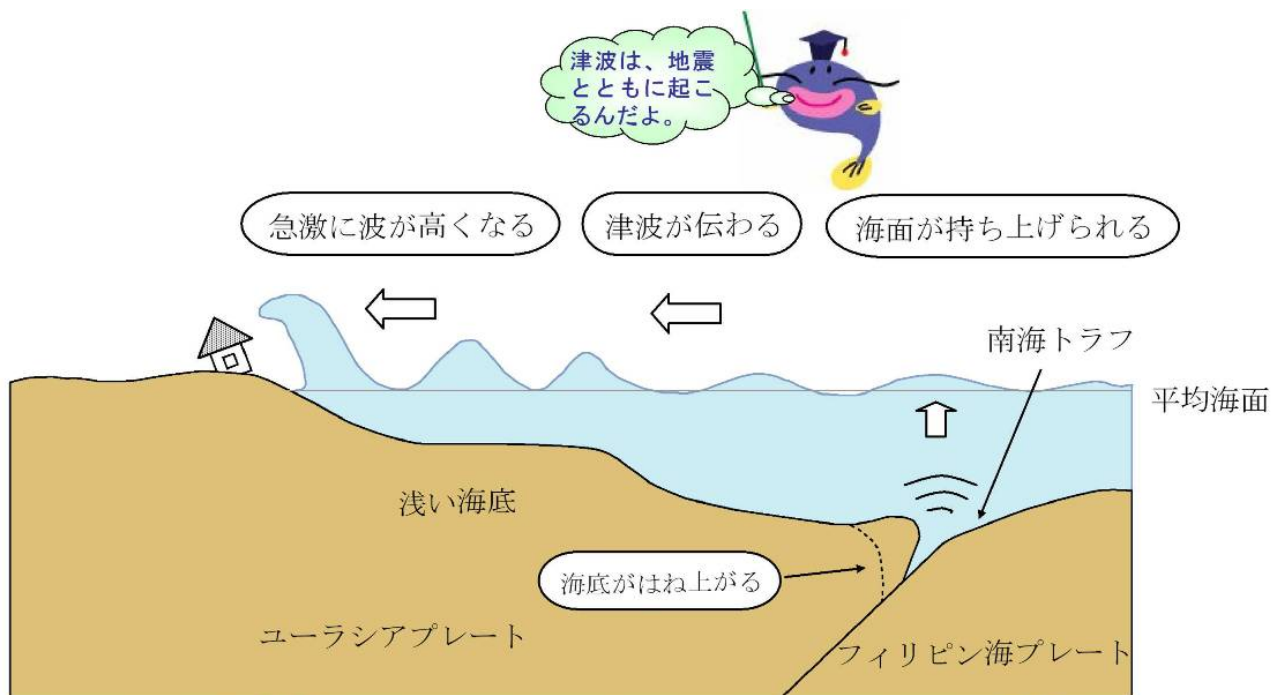 津波は、地震
とともに起こ
るんだよ。
急激に波が高くなる
津波が伝わる
海面が持ち上げられる
南海トラフ
平均海面
浅い海底
海底がはね上がる
ユーラシアプレート
フィリピン海プレート